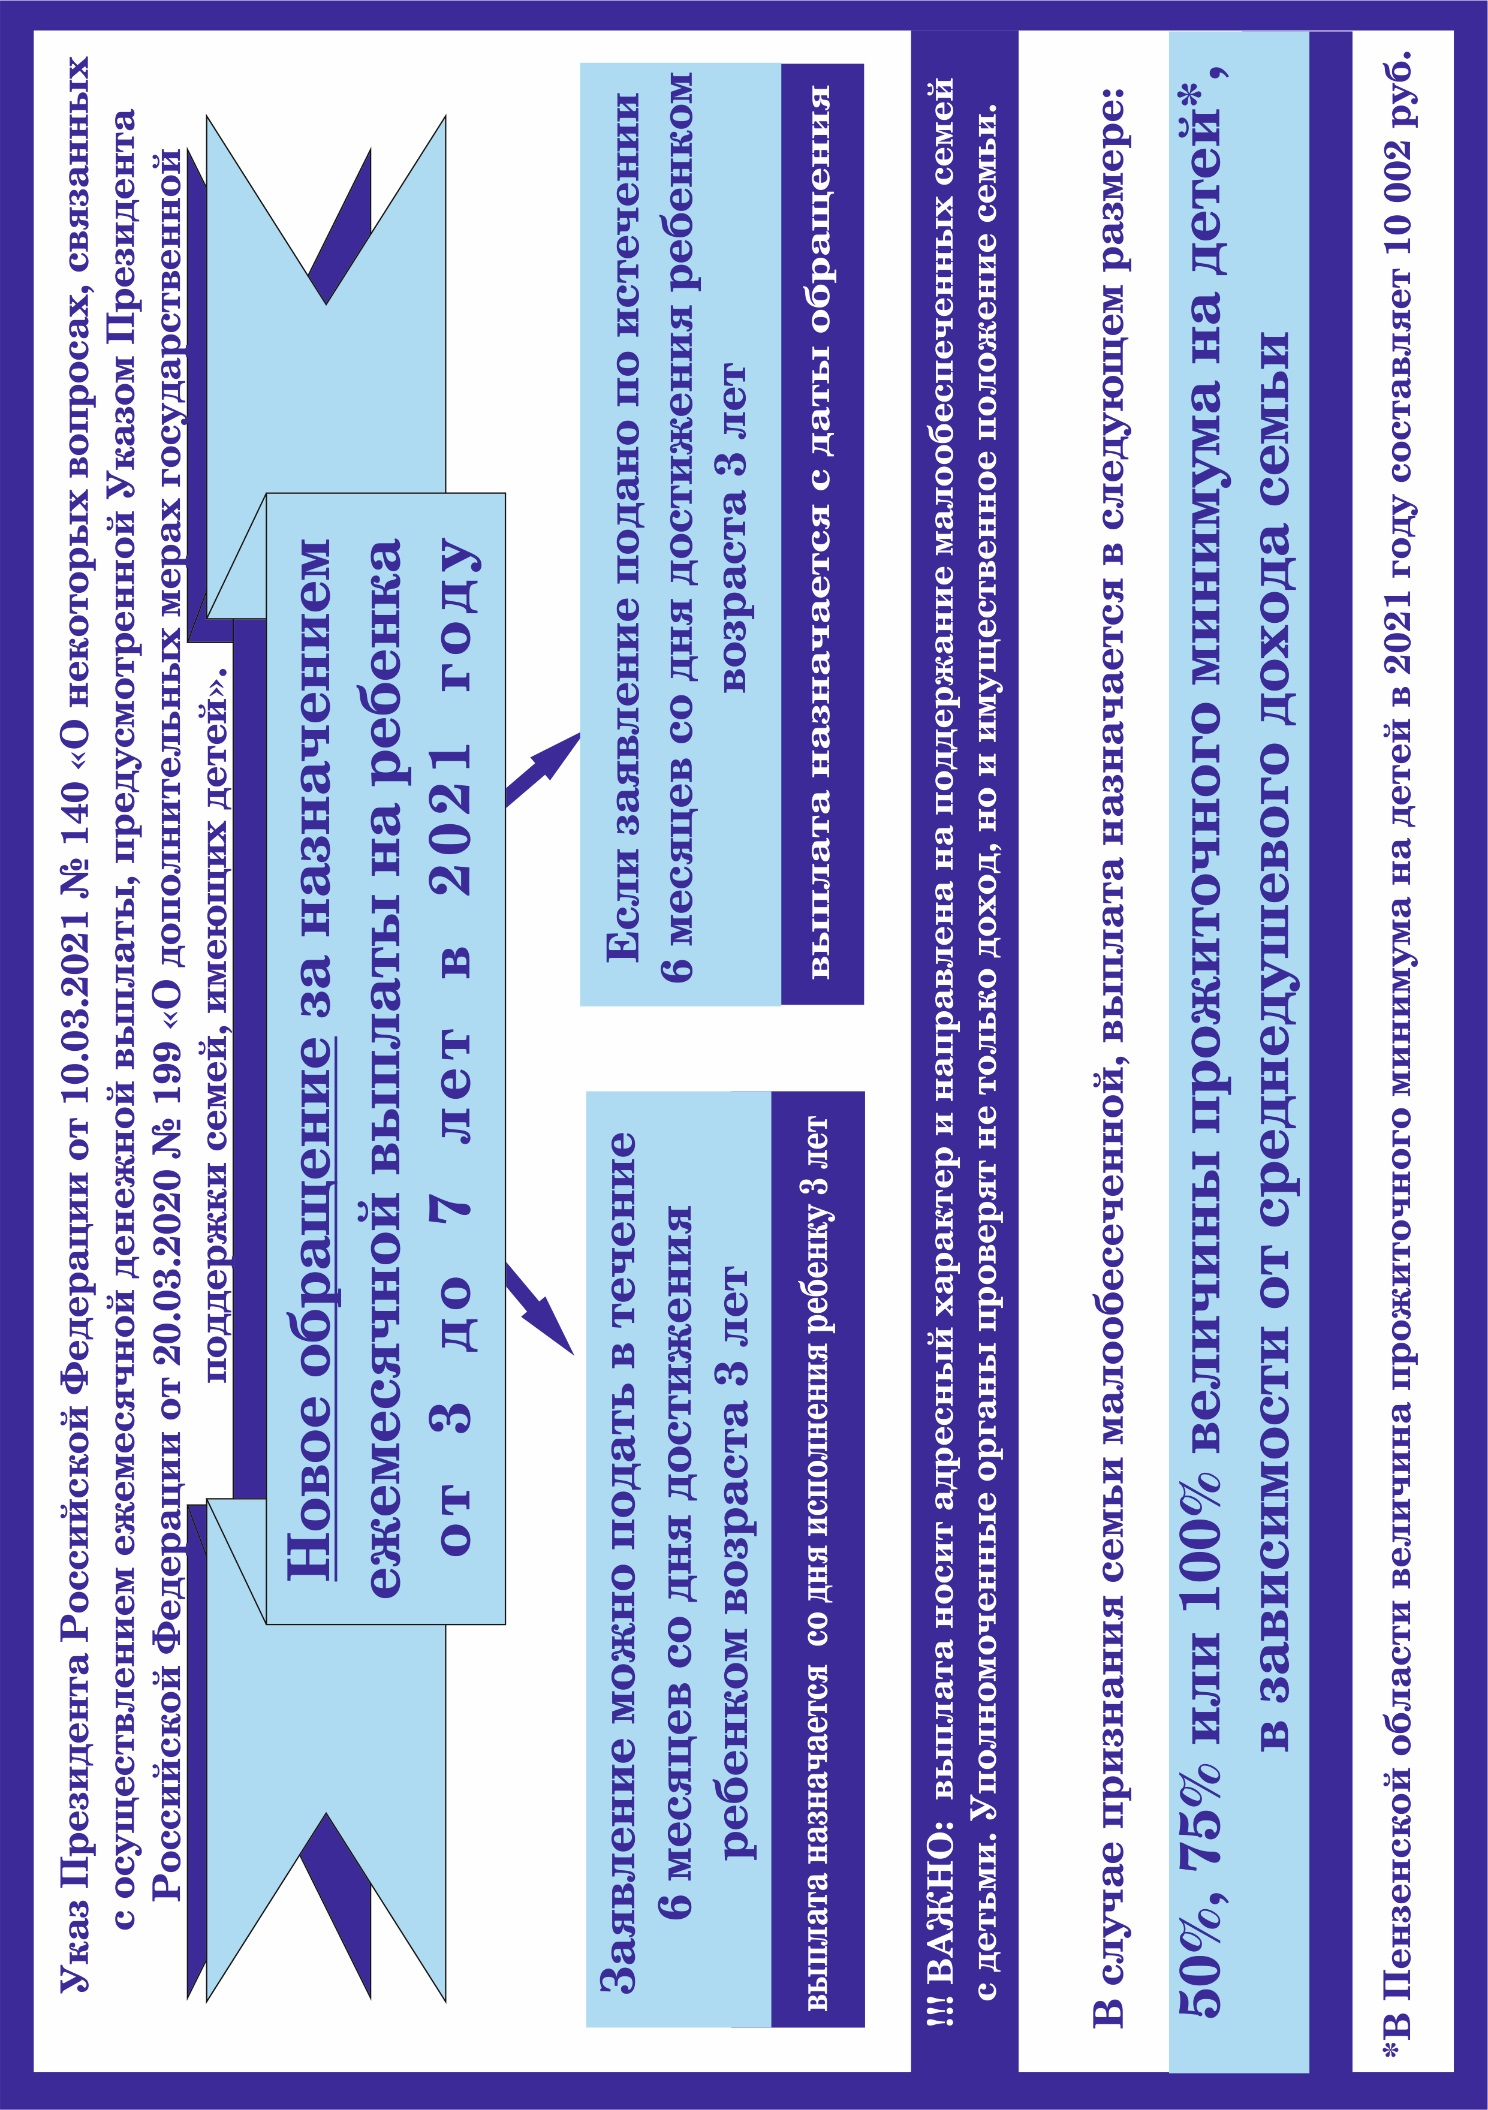 Указ Президента Российской Федерации от 10.03.2021 № 140 «О некоторых вопросах, связанных
с осуществлением ежемесячной денежной выплаты, предусмотренной Указом Президента
Российской Федерации от 20.03.2020 № 199 «О дополнительных мерах государственной
поддержки семей, имеющих детей».
Новое обращение за назначением
ежемесячной выплаты на ребенка
от 3 до 7 лет в 2021 году
Заявление можно подать в течение
6 месяцев со дня достижения
ребенком возраста 3 лет
выплата назначается со дня исполнения ребенку 3 лет
Если заявление подано по истечении
6 месяцев со дня достижения ребенком
возраста 3 лет
выплата назначается с даты обращения
!!! ВАЖНО: выплата носит адресный характер и направлена на поддержание малообеспеченных семей
с детьми. Уполномоченные органы проверят не только доход, но и имущественное положение семьи.
В случае признания семьи малообесеченной, выплата назначается в следующем размере:
50%, 75% или 100% величины прожиточного минимума на детей*,
в зависимости от среднедушевого дохода семьи
*В Пензенской области величина прожиточного минимума на детей в 2021 году составляет 10 002 руб.